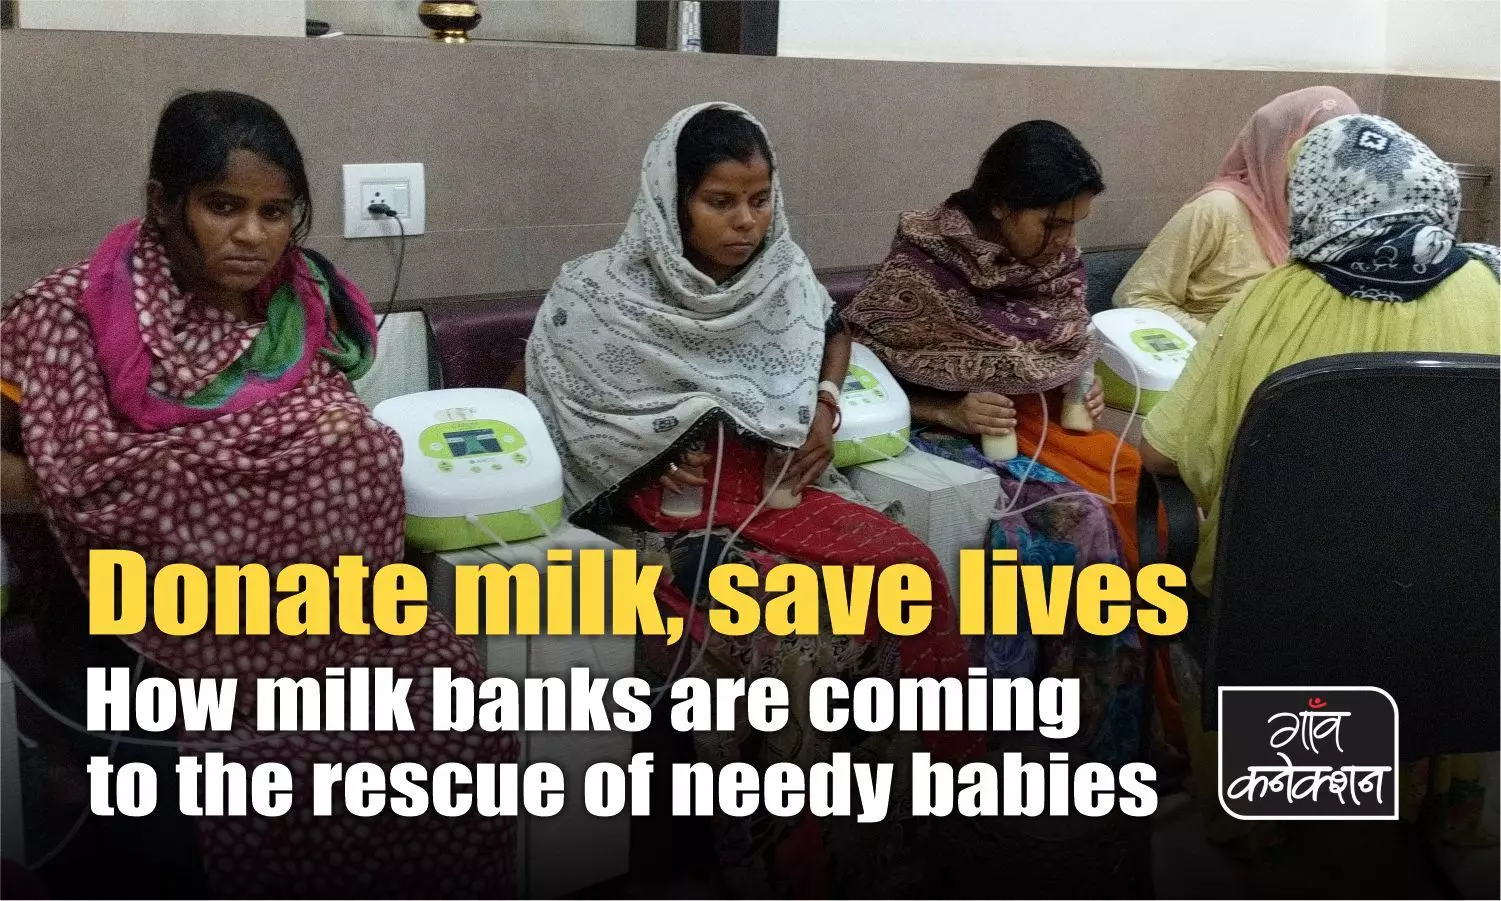 Donate milk, save lives
How milk banks are coming
to the rescue of needy babies
गाँव
कनेक्शन